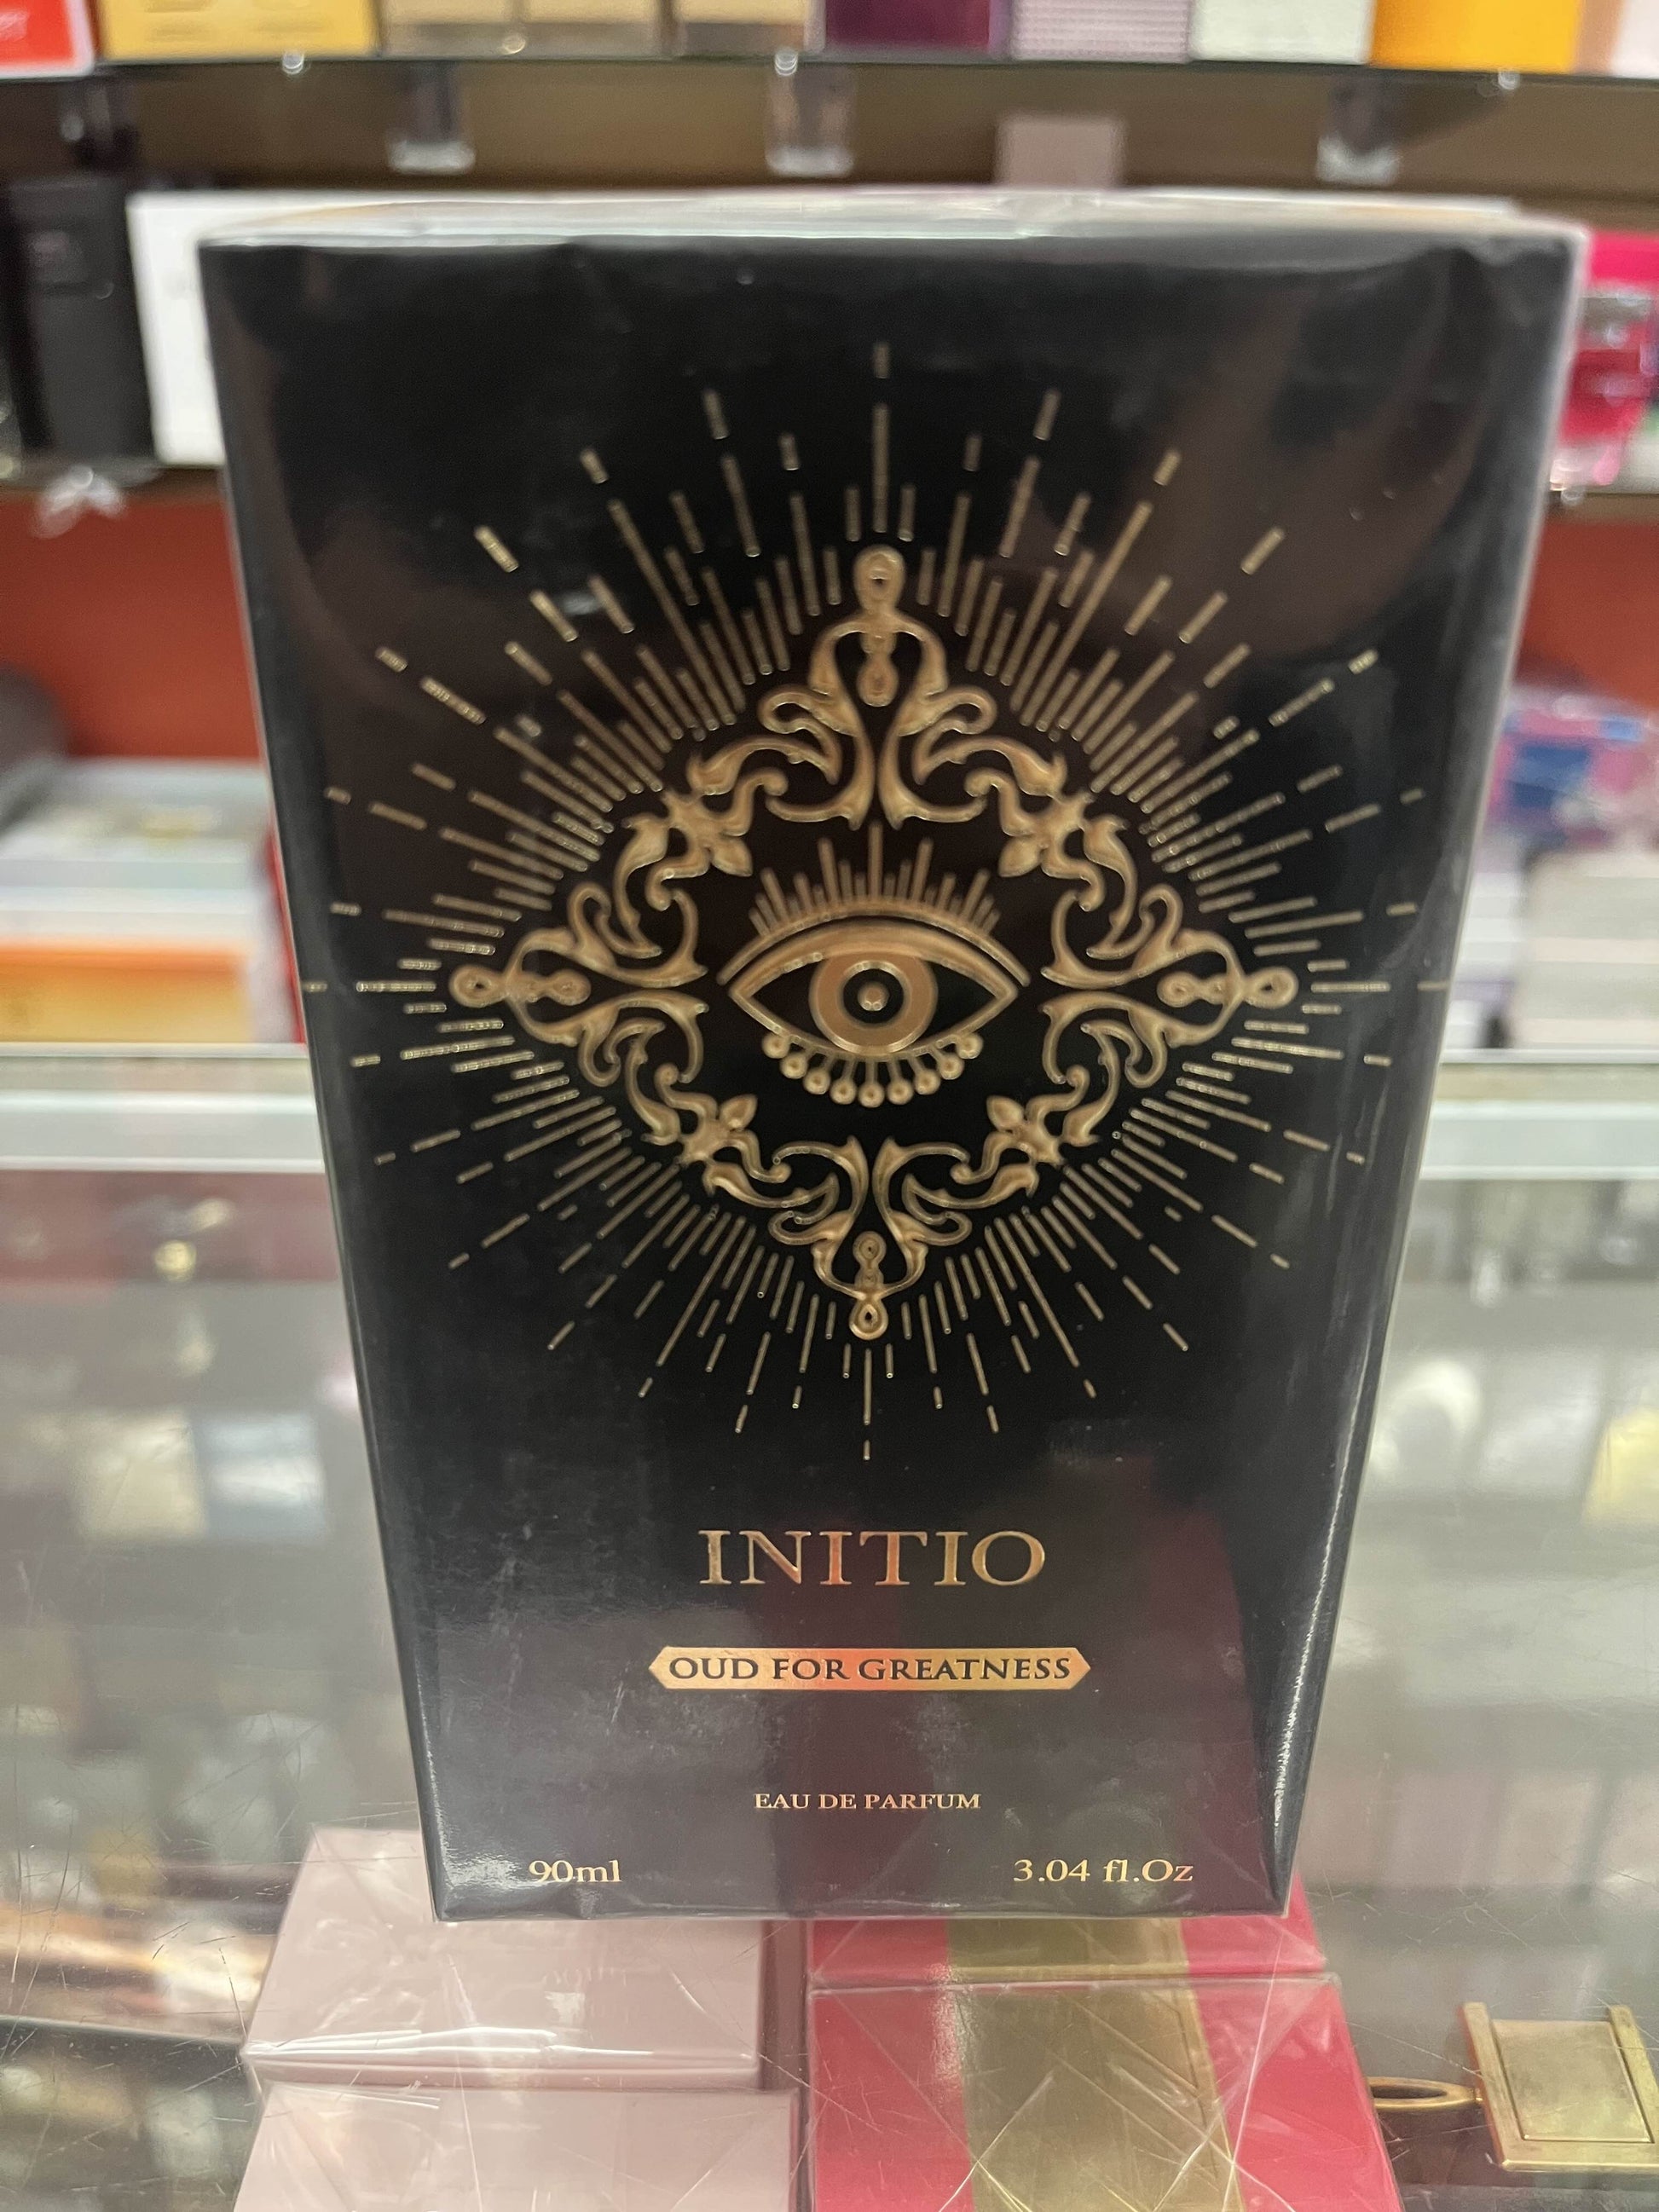 INITIO
OUD FOR GREATNESS
EAU DE PARFUM
90ml 3.04 fl.Oz